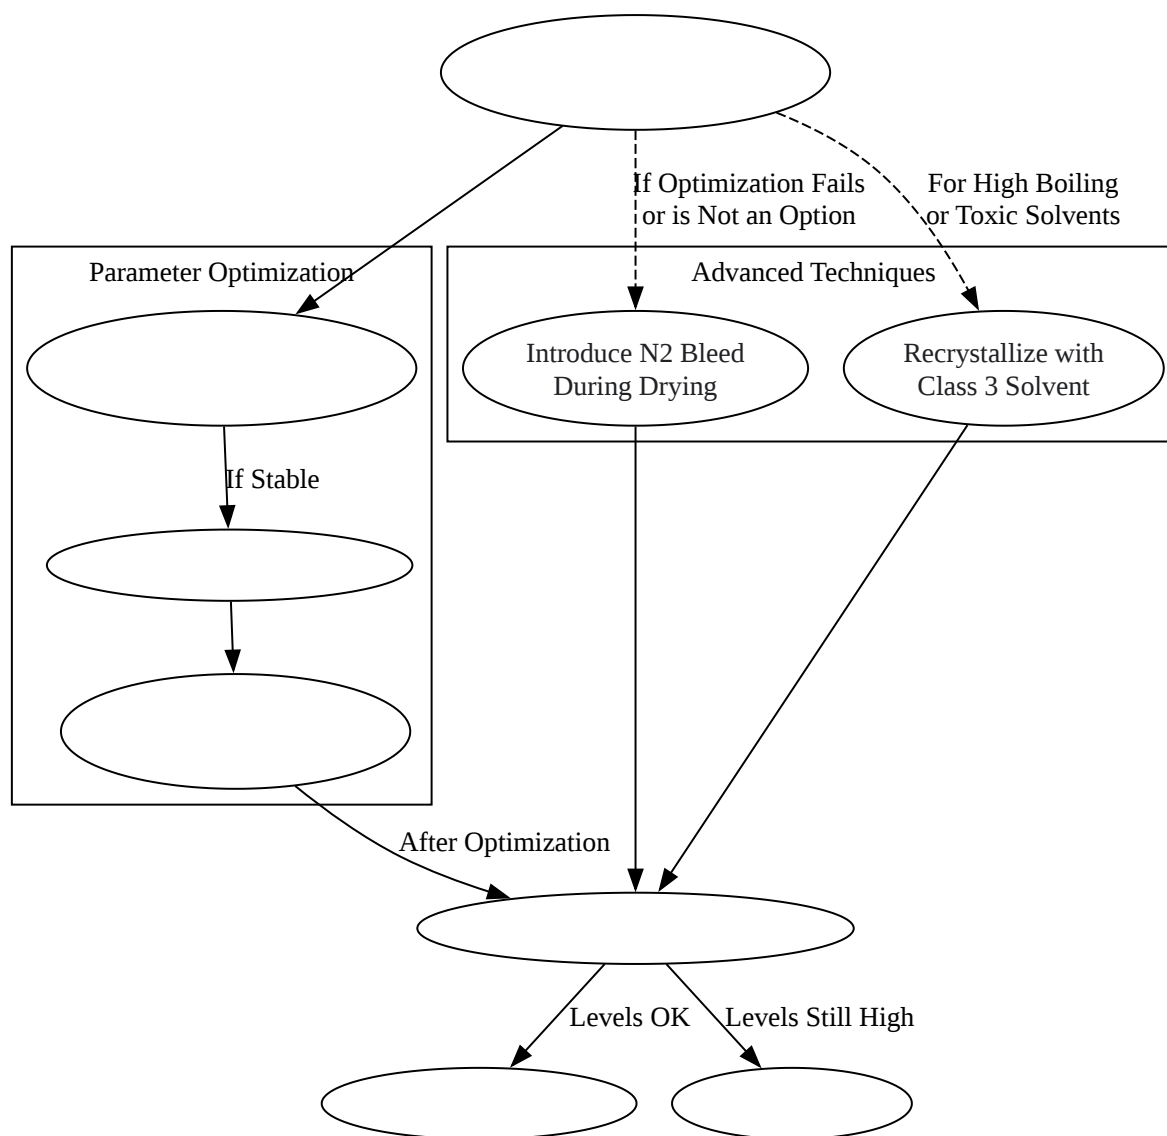 If Optimization Fails
or is Not an Option
For High Boiling
or Toxic Solvents
Parameter Optimization
Advanced Techniques
Introduce N2 Bleed
During Drying
Recrystallize with
Class 3 Solvent
If Stable
After Optimization
Levels OK
Levels Still High